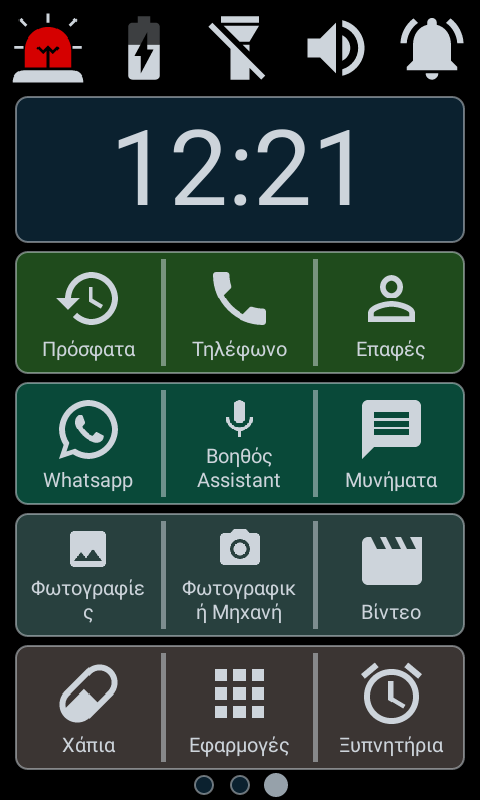 12:21
Πρόσφατα
Τηλέφωνο
Επαφές
Whatsapp
Βοηθός
Assistant
Μυνήματα
Φωτογραφίε
ς
Φωτογραφικ
ή Μηχανή
Βίντεο
Χάπια
Εφαρμογές
Ξυπνητήρια